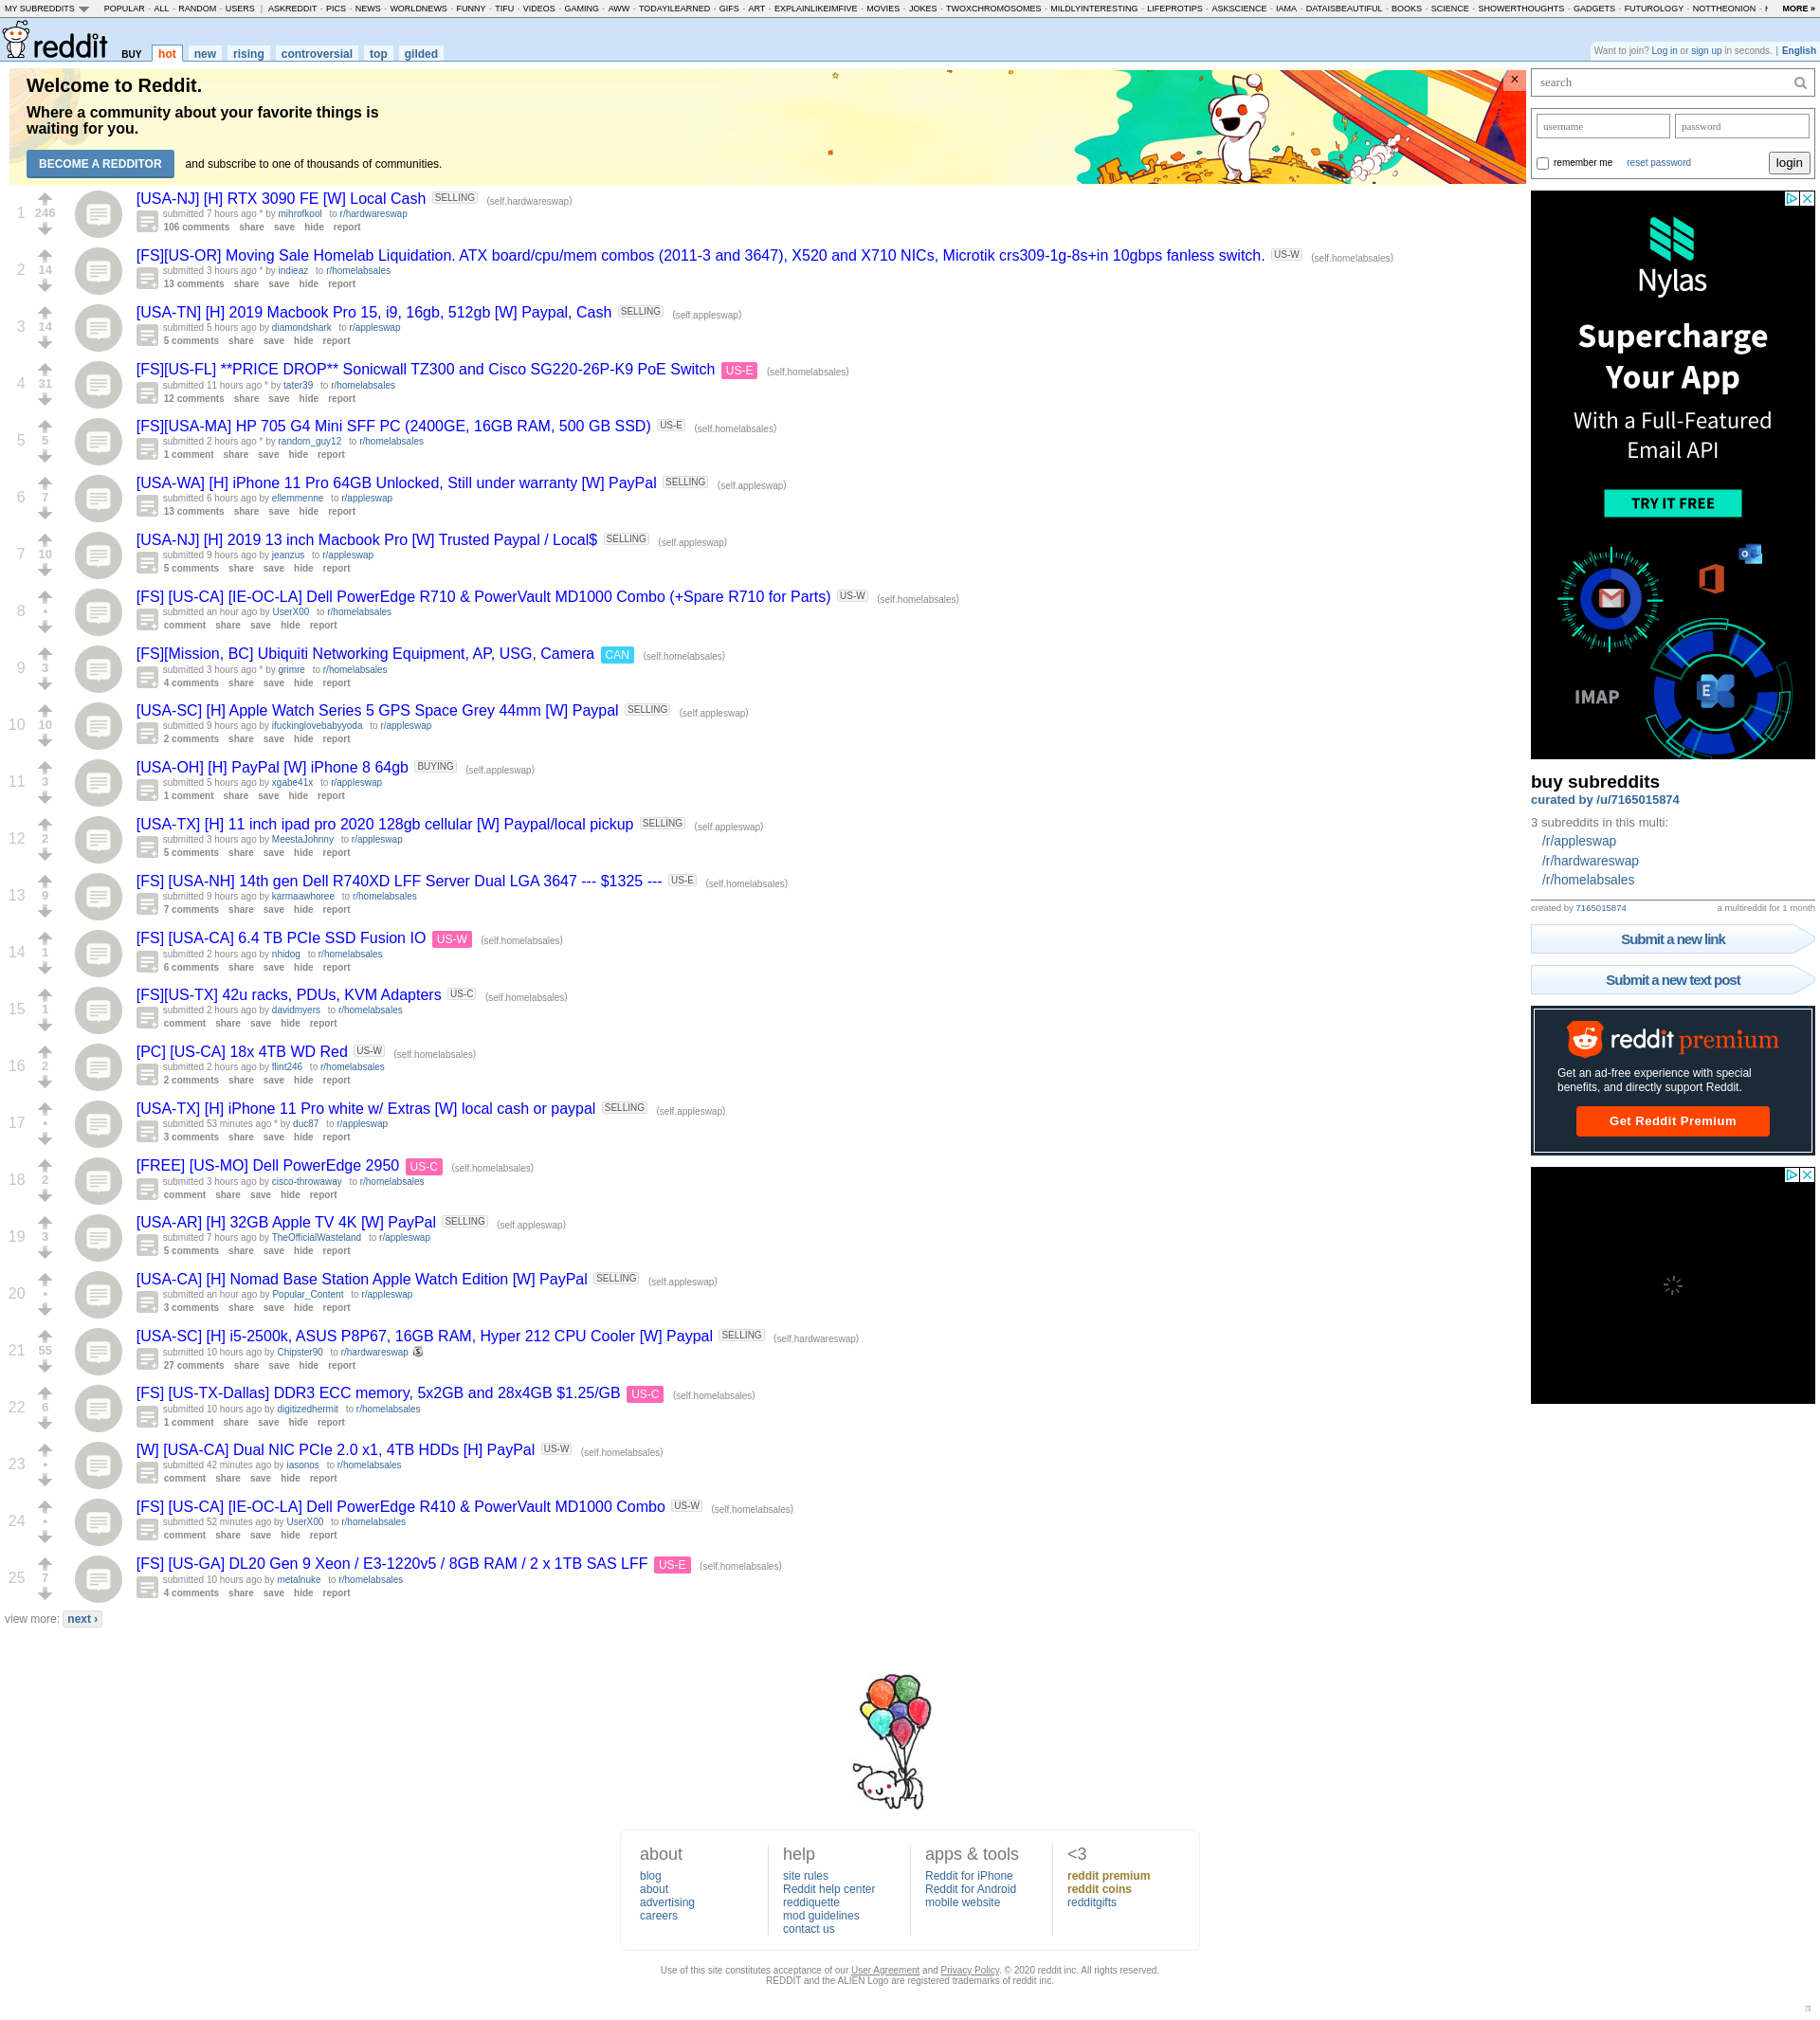 MY SUBREDDITS POPULAR - ALL - RANDOM - USERS | ASKREDDIT - PICS - NEWS - WORLDNEWS - FUNNY - TIFU - VIDEOS - GAMING - AWW - TODAYILEARNED - GIFS - ART - EXPLAINLIKEIMFIVE - MOVIES - JOKES - TWOXCHROMOSOMES - MILDLYINTERESTING - LIFEPROTIPS - ASKSCIENCE - IAMA - DATAISBEAUTIFUL - BOOKS - SCIENCE - SHOWERTHOUGHTS - GADGETS - FUTUROLOGY - NOTTHEONION - MORE »
reddit BUY hot new rising controversial top gilded
Want to join? Log in or sign up in seconds. | English
Welcome to Reddit.
Where a community about your favorite things is
waiting for you.
BECOME A REDDITOR and subscribe to one of thousands of communities.
1 246 [USA-NJ] [H] RTX 3090 FE [W] Local Cash SELLING (self.hardwareswap)
submitted 7 hours ago * by mihrofkool to r/hardwareswap
106 comments share save hide report
2 14 [FS][US-OR] Moving Sale Homelab Liquidation. ATX board/cpu/mem combos (2011-3 and 3647), X520 and X710 NICs, Microtik crs309-1g-8s+in 10gbps fanless switch. US-W (self.homelabsales)
submitted 3 hours ago * by indieaz to r/homelabsales
13 comments share save hide report
3 14 [USA-TN] [H] 2019 Macbook Pro 15, i9, 16gb, 512gb [W] Paypal, Cash SELLING (self.appleswap)
submitted 5 hours ago by diamondshark to r/appleswap
5 comments share save hide report
4 31 [FS][US-FL] **PRICE DROP** Sonicwall TZ300 and Cisco SG220-26P-K9 PoE Switch US-E (self.homelabsales)
submitted 11 hours ago * by tater39 to r/homelabsales
12 comments share save hide report
5 5 [FS][USA-MA] HP 705 G4 Mini SFF PC (2400GE, 16GB RAM, 500 GB SSD) US-E (self.homelabsales)
submitted 2 hours ago * by random_guy12 to r/homelabsales
1 comment share save hide report
6 7 [USA-WA] [H] iPhone 11 Pro 64GB Unlocked, Still under warranty [W] PayPal SELLING (self.appleswap)
submitted 6 hours ago by ellemmenne to r/appleswap
13 comments share save hide report
7 10 [USA-NJ] [H] 2019 13 inch Macbook Pro [W] Trusted Paypal / Local$ SELLING (self.appleswap)
submitted 9 hours ago by jeanzus to r/appleswap
5 comments share save hide report
8 • [FS] [US-CA] [IE-OC-LA] Dell PowerEdge R710 & PowerVault MD1000 Combo (+Spare R710 for Parts) US-W (self.homelabsales)
submitted an hour ago by UserX00 to r/homelabsales
comment share save hide report
9 3 [FS][Mission, BC] Ubiquiti Networking Equipment, AP, USG, Camera CAN (self.homelabsales)
submitted 3 hours ago * by grimre to r/homelabsales
4 comments share save hide report
10 10 [USA-SC] [H] Apple Watch Series 5 GPS Space Grey 44mm [W] Paypal SELLING (self.appleswap)
submitted 9 hours ago by ifuckinglovebabyyoda to r/appleswap
2 comments share save hide report
11 3 [USA-OH] [H] PayPal [W] iPhone 8 64gb BUYING (self.appleswap)
submitted 5 hours ago by xgabe41x to r/appleswap
1 comment share save hide report
12 2 [USA-TX] [H] 11 inch ipad pro 2020 128gb cellular [W] Paypal/local pickup SELLING (self.appleswap)
submitted 3 hours ago by MeestaJohnny to r/appleswap
5 comments share save hide report
13 9 [FS] [USA-NH] 14th gen Dell R740XD LFF Server Dual LGA 3647 --- $1325 --- US-E (self.homelabsales)
submitted 9 hours ago by karmaawhoree to r/homelabsales
7 comments share save hide report
14 1 [FS] [USA-CA] 6.4 TB PCIe SSD Fusion IO US-W (self.homelabsales)
submitted 2 hours ago by nhidog to r/homelabsales
6 comments share save hide report
15 1 [FS][US-TX] 42u racks, PDUs, KVM Adapters US-C (self.homelabsales)
submitted 2 hours ago by davidmyers to r/homelabsales
comment share save hide report
16 2 [PC] [US-CA] 18x 4TB WD Red US-W (self.homelabsales)
submitted 2 hours ago by flint246 to r/homelabsales
2 comments share save hide report
17 • [USA-TX] [H] iPhone 11 Pro white w/ Extras [W] local cash or paypal SELLING (self.appleswap)
submitted 53 minutes ago * by duc87 to r/appleswap
3 comments share save hide report
18 2 [FREE] [US-MO] Dell PowerEdge 2950 US-C (self.homelabsales)
submitted 3 hours ago by cisco-throwaway to r/homelabsales
comment share save hide report
19 3 [USA-AR] [H] 32GB Apple TV 4K [W] PayPal SELLING (self.appleswap)
submitted 7 hours ago by TheOfficialWasteland to r/appleswap
5 comments share save hide report
20 • [USA-CA] [H] Nomad Base Station Apple Watch Edition [W] PayPal SELLING (self.appleswap)
submitted an hour ago by Popular_Content to r/appleswap
3 comments share save hide report
21 55 [USA-SC] [H] i5-2500k, ASUS P8P67, 16GB RAM, Hyper 212 CPU Cooler [W] Paypal SELLING (self.hardwareswap)
submitted 10 hours ago by Chipster90 to r/hardwareswap
27 comments share save hide report
22 6 [FS] [US-TX-Dallas] DDR3 ECC memory, 5x2GB and 28x4GB $1.25/GB US-C (self.homelabsales)
submitted 10 hours ago by digitizedhermit to r/homelabsales
1 comment share save hide report
23 • [W] [USA-CA] Dual NIC PCIe 2.0 x1, 4TB HDDs [H] PayPal US-W (self.homelabsales)
submitted 42 minutes ago by iasonos to r/homelabsales
comment share save hide report
24 • [FS] [US-CA] [IE-OC-LA] Dell PowerEdge R410 & PowerVault MD1000 Combo US-W (self.homelabsales)
submitted 52 minutes ago by UserX00 to r/homelabsales
comment share save hide report
25 7 [FS] [US-GA] DL20 Gen 9 Xeon / E3-1220v5 / 8GB RAM / 2 x 1TB SAS LFF US-E (self.homelabsales)
submitted 10 hours ago by metalnuke to r/homelabsales
4 comments share save hide report
view more: next ›
search
username password
remember me reset password login
Nylas
Supercharge
Your App
With a Full-Featured
Email API
TRY IT FREE
IMAP
buy subreddits
curated by /u/7165015874
3 subreddits in this multi:
/r/appleswap
/r/hardwareswap
/r/homelabsales
created by 7165015874 a multireddit for 1 month
Submit a new link
Submit a new text post
reddit premium
Get an ad-free experience with special
benefits, and directly support Reddit.
Get Reddit Premium
about
blog
about
advertising
careers
help
site rules
Reddit help center
reddiquette
mod guidelines
contact us
apps & tools
Reddit for iPhone
Reddit for Android
mobile website
<3
reddit premium
reddit coins
redditgifts
Use of this site constitutes acceptance of our User Agreement and Privacy Policy. © 2020 reddit inc. All rights reserved.
REDDIT and the ALIEN Logo are registered trademarks of reddit inc.
π